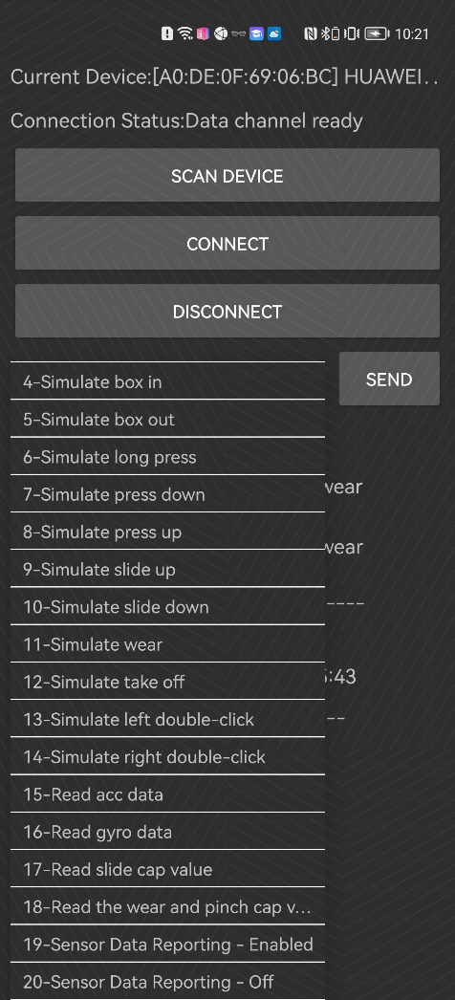 10:21
Current Device:[A0:DE:0F:69:06:BC] HUAWEI...
Connection Status:Data channel ready
SCAN DEVICE
CONNECT
DISCONNECT
SEND
4-Simulate box in
5-Simulate box out
6-Simulate long press
7-Simulate press down
wear
8-Simulate press up
wear
9-Simulate slide up
10-Simulate slide down
----
11-Simulate wear
12-Simulate take off
:43
13-Simulate left double-click
--
14-Simulate right double-click
15-Read acc data
16-Read gyro data
17-Read slide cap value
18-Read the wear and pinch cap v...
19-Sensor Data Reporting - Enabled
20-Sensor Data Reporting - Off